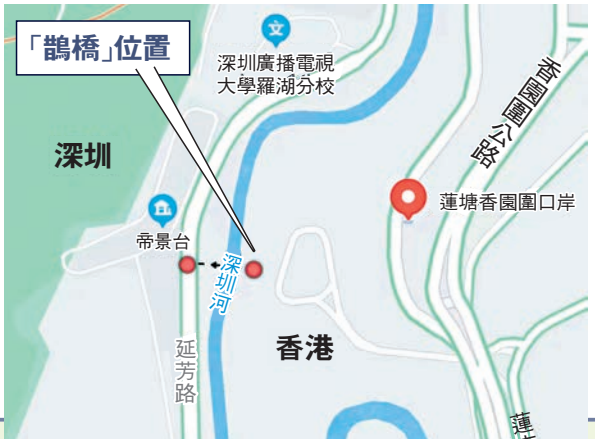 「鵲橋」位置
文
深圳廣播電視
大學羅湖分校
香園圍公路
深圳
蓮塘香園圍口岸
帝景台
深圳河
香港
延芳路
蓮